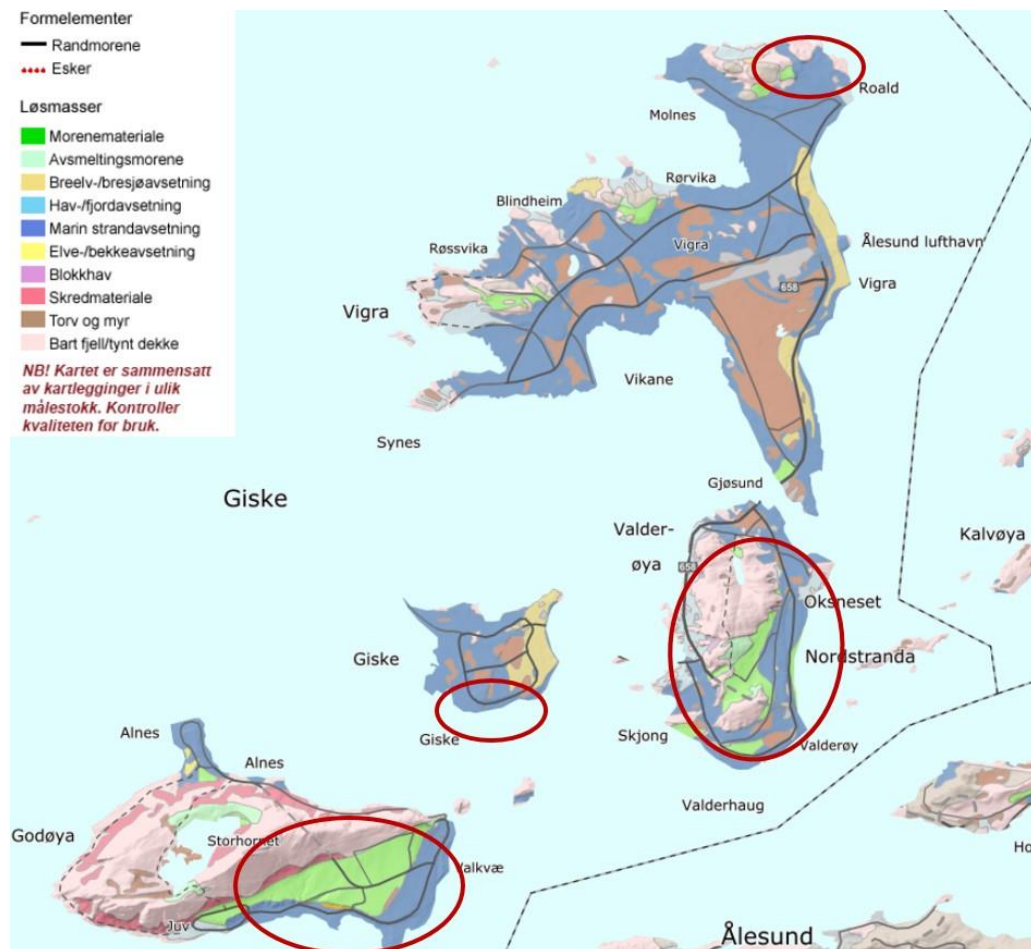 Formelementer
Randmorene
Esker
Løsmasser
Morenemateriale
Avsmeltingsmorene
Breelv-/bresjøavsetning
Hav-/fjordavsetning
Marin strandavsetning
Elve-/bekkeavsetning
Blokkhav
Skredmateriale
Torv og myr
Bart fjell/tynt dekke
NB! Kartet er sammensatt
av kartlegginger i ulik
målestokk. Kontroller
kvaliteten før bruk.
Roald
Molnes
Rørvika
Blindheim
Vigra
Ålesund lufthavn
Røssvika
658
Vigra
Vigra
Vikane
Synes
Gjøsund
Giske
Valder-
øya
Kalvøya
658
Oksneset
Giske
Nordstranda
Giske
Skjong
Valderøy
Alnes
Alnes
Valderhaug
Godøya
Storhornet
alkvæ
Ho
Juv
Ålesund